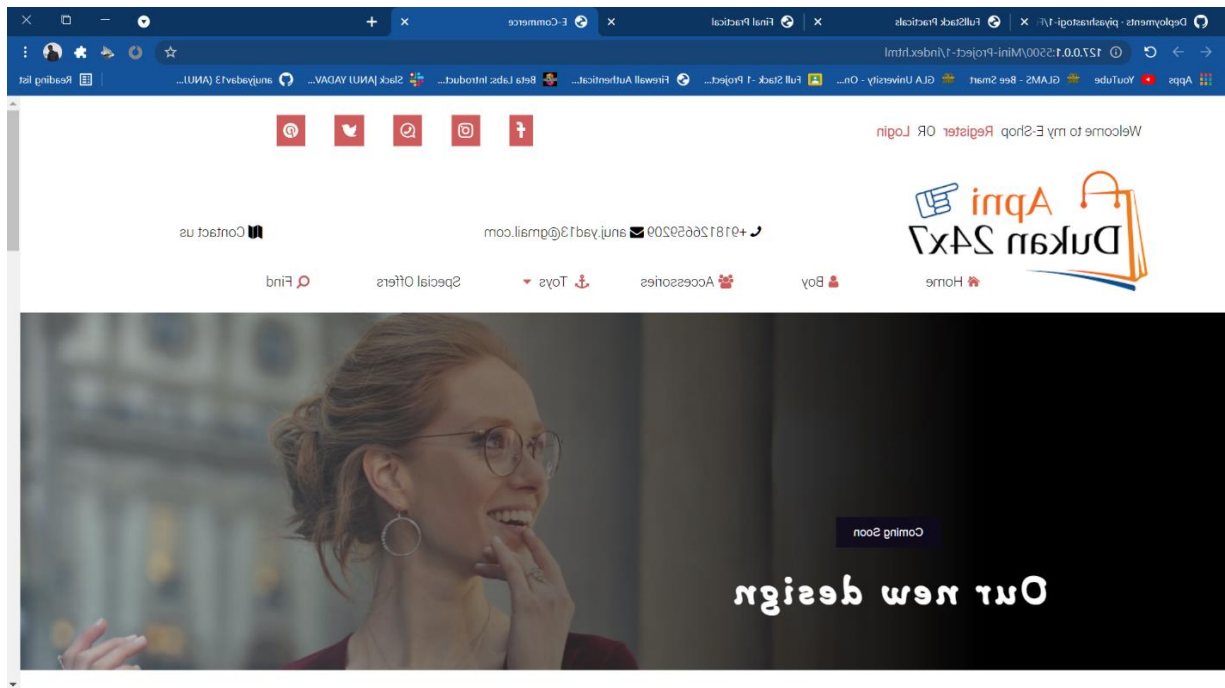 Deployments · piyashrastogi-1/F
FullStack Practicals
Final Practical
E-Commerce
127.0.0.1:5500/Mini-Project-1/index.html
Apps YouTube GLAMS - Bee Smart GLA University - On... Full Stack -1 Project... Firewall Authenticat... Beta Labs: Introduct... Slack | ANUJ YADAV... anujyadav13 (ANUJ... Reading list
Welcome to my E-Shop Register OR Login
Apni
Dukan 24x7
+918126659209 anuj.yad13@gmail.com Contact us
Home Boy Accessories Toys Special Offers Find
Coming Soon
Our new design